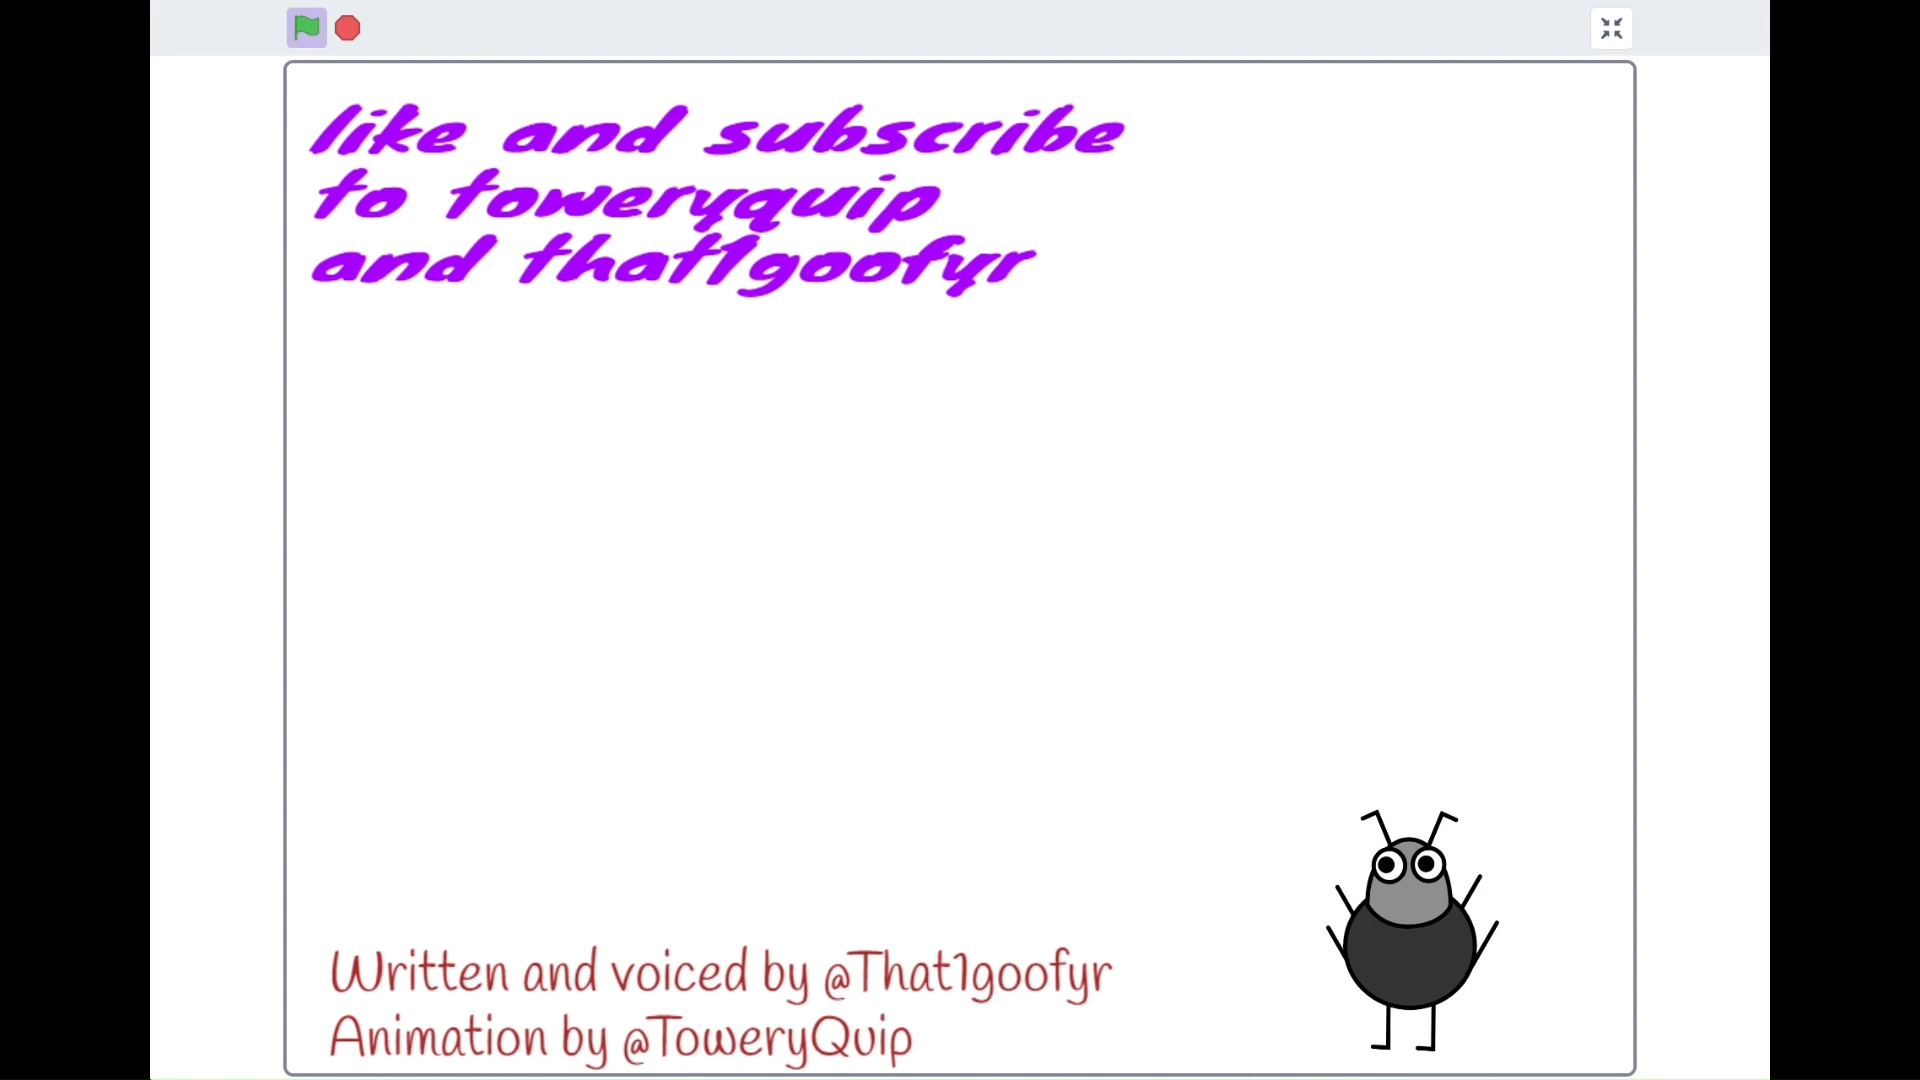 like and subscribe
to toweryquip
and that1goofyr
Written and voiced by @That1goofyr
Animation by @ToweryQuip